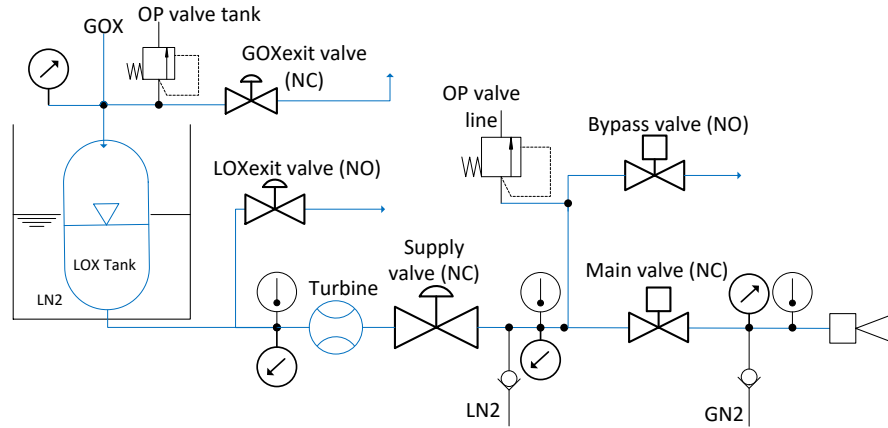 OP valve tank
GOX
GOXexit valve
(NC)
OP valve
line
Bypass valve (NO)
LOXexit valve (NO)
LOX Tank
LN2
Supply
valve (NC)
Turbine
Main valve (NC)
LN2
GN2